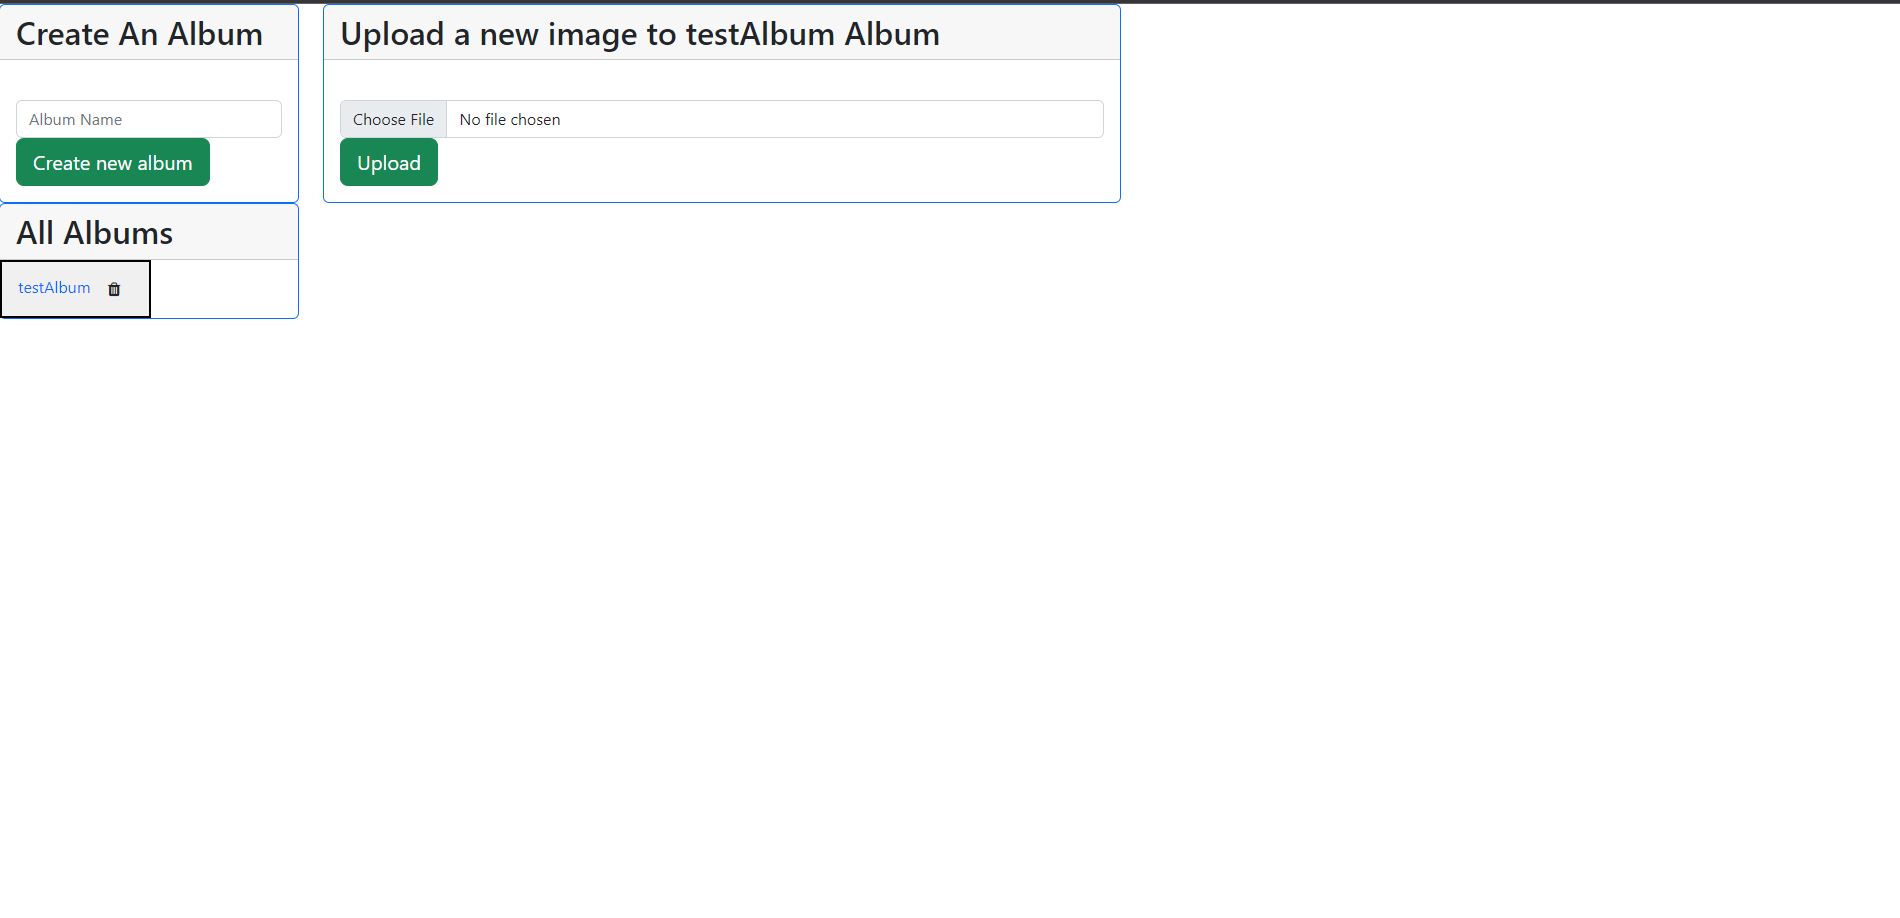 Create An Album
Album Name
Create new album
All Albums
testAlbum
Upload a new image to testAlbum Album
Choose File No file chosen
Upload